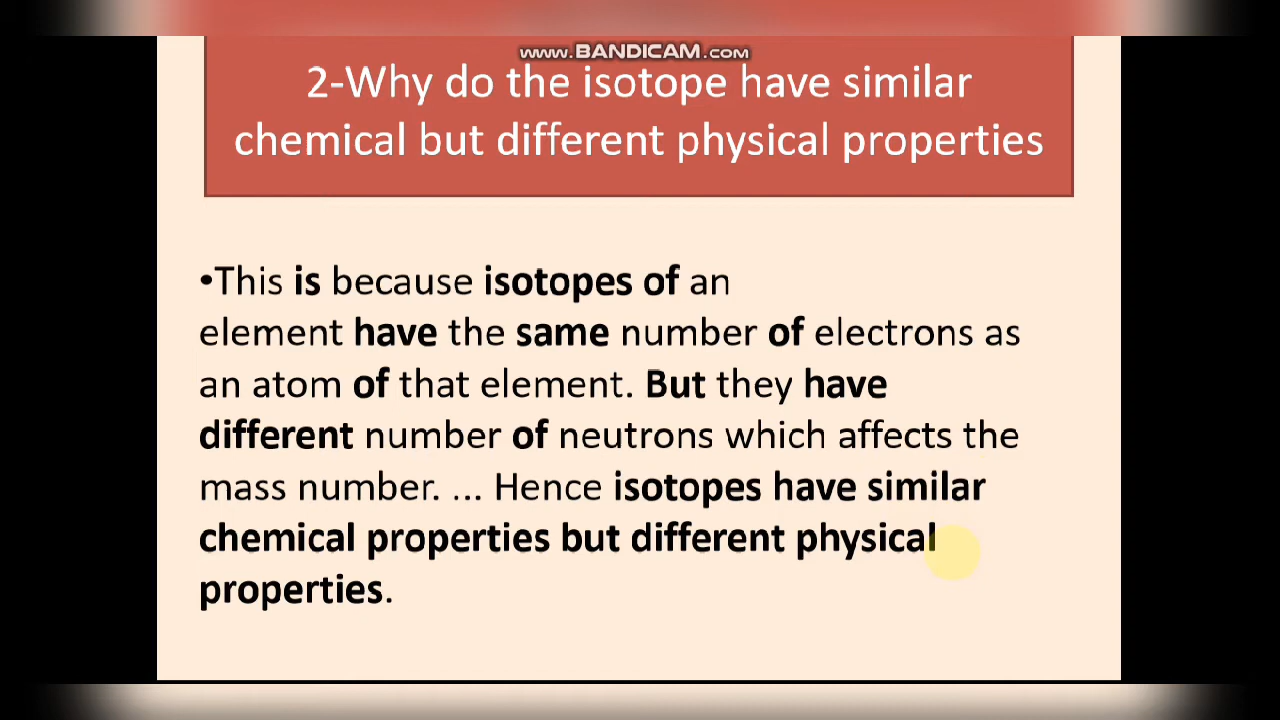 www.BANDICAM.com
2-Why do the isotope have similar
chemical but different physical properties
•This is because isotopes of an
element have the same number of electrons as
an atom of that element. But they have
different number of neutrons which affects the
mass number. ... Hence isotopes have similar
chemical properties but different physical
properties.